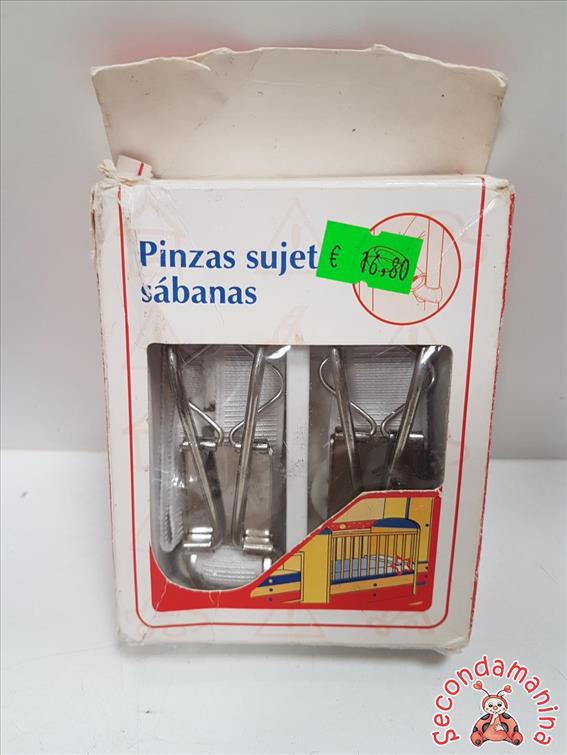 Pinzas sujet
sábanas
€ 16,80
Secondamanina